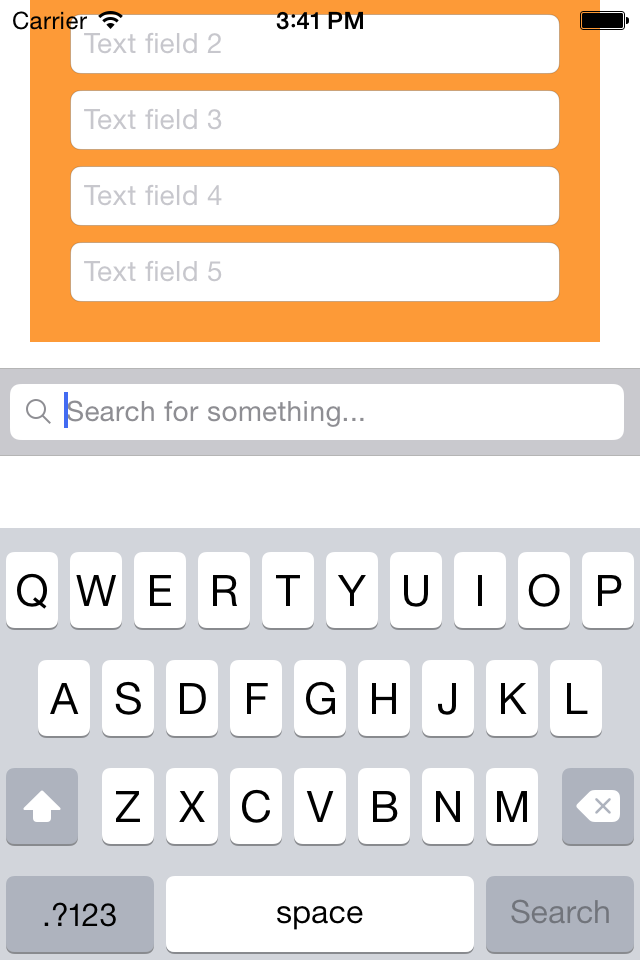 Carrier 3:41 PM
Text field 2
Text field 3
Text field 4
Text field 5
Search for something...
Q W E R T Y U I O P
A S D F G H J K L
Z X C V B N M
.?123 space Search